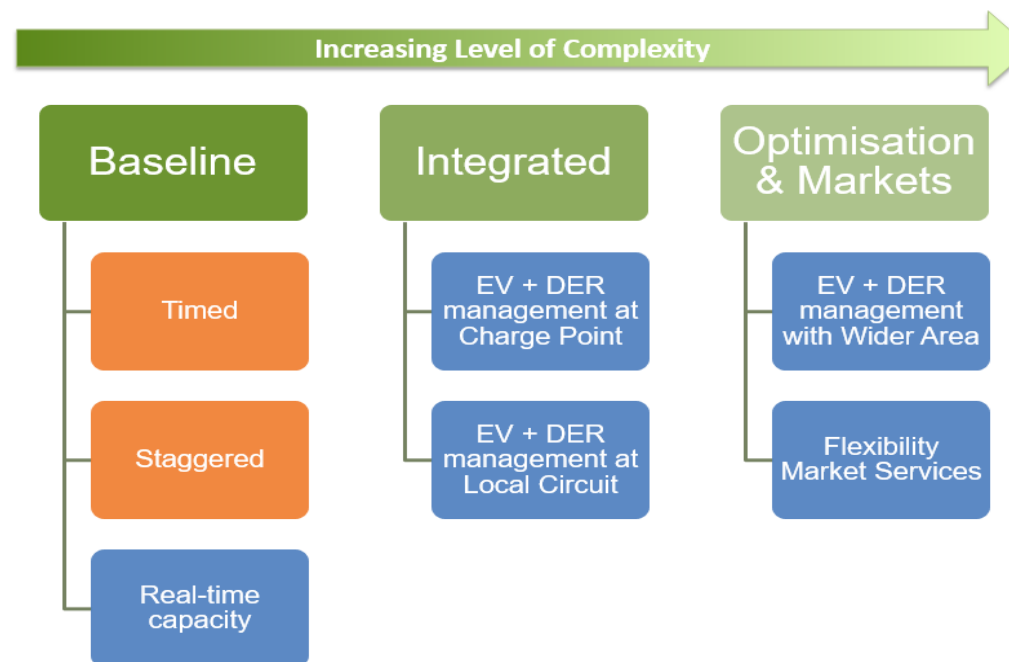 Increasing Level of Complexity
Baseline
Timed
Staggered
Real-time
capacity
Integrated
EV + DER
management at
Charge Point
EV + DER
management at
Local Circuit
Optimisation
& Markets
EV + DER
management
with Wider Area
Flexibility
Market Services